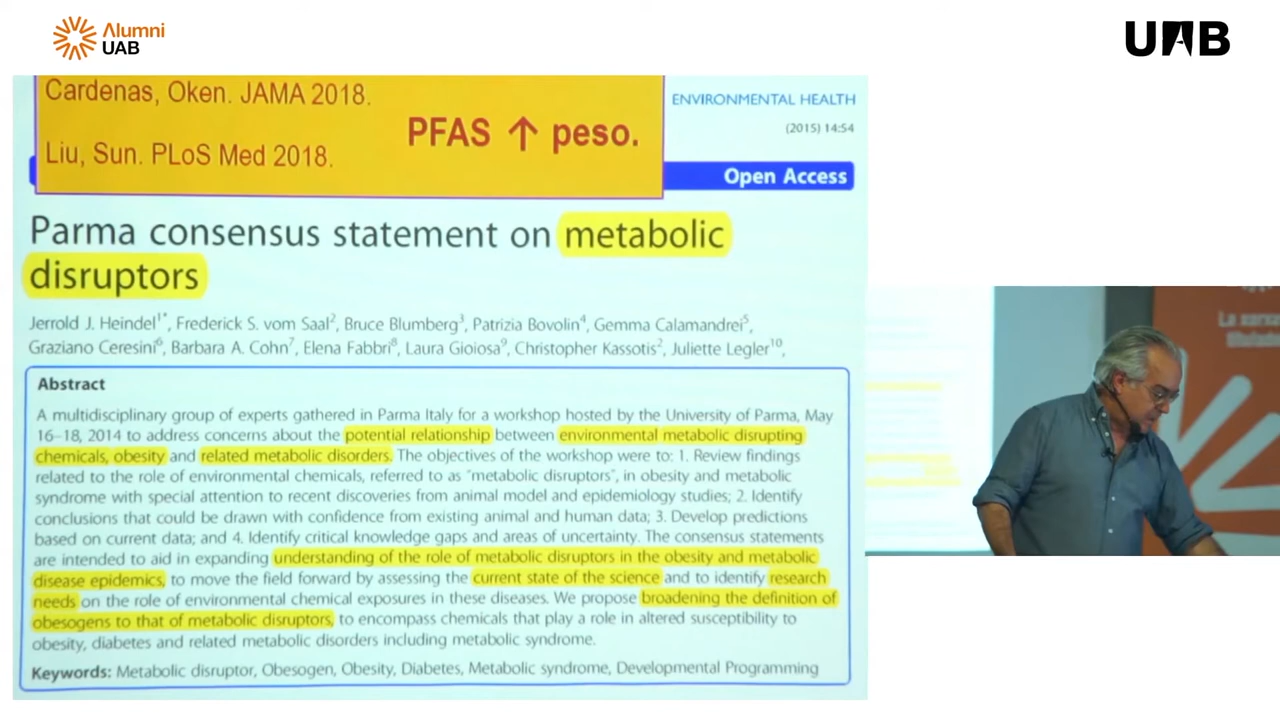 Alumni
UAB
UAB
Cardenas, Oken. JAMA 2018.
Liu, Sun. PLoS Med 2018.
PFAS ↑ peso.
ENVIRONMENTAL HEALTH
(2015) 14:54
Open Access
Parma consensus statement on metabolic
disruptors
Jerrold J. Heindel1*, Frederick S. vom Saal2, Bruce Blumberg3, Patrizia Bovolin4, Gemma Calamandrei5,
Graziano Ceresini6, Barbara A. Cohn7, Elena Fabbri8, Laura Gioiosa9, Christopher Kassotis2, Juliette Legler10,
Abstract
A multidisciplinary group of experts gathered in Parma Italy for a workshop hosted by the University of Parma, May
16–18, 2014 to address concerns about the potential relationship between environmental metabolic disrupting
chemicals, obesity and related metabolic disorders. The objectives of the workshop were to: 1. Review findings
related to the role of environmental chemicals, referred to as "metabolic disruptors", in obesity and metabolic
syndrome with special attention to recent discoveries from animal model and epidemiology studies; 2. Identify
conclusions that could be drawn with confidence from existing animal and human data; 3. Develop predictions
based on current data; and 4. Identify critical knowledge gaps and areas of uncertainty. The consensus statements
are intended to aid in expanding understanding of the role of metabolic disruptors in the obesity and metabolic
disease epidemics, to move the field forward by assessing the current state of the science and to identify research
needs on the role of environmental chemical exposures in these diseases. We propose broadening the definition of
obesogens to that of metabolic disruptors, to encompass chemicals that play a role in altered susceptibility to
obesity, diabetes and related metabolic disorders including metabolic syndrome.
Keywords: Metabolic disruptor, Obesogen, Obesity, Diabetes, Metabolic syndrome, Developmental Programming
La